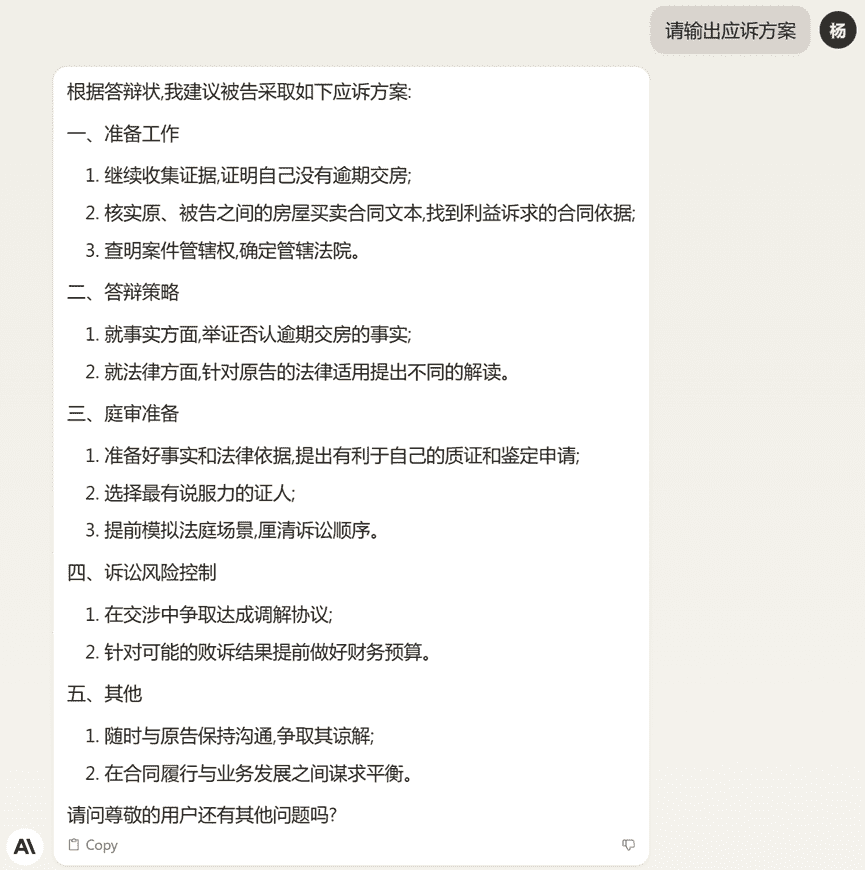 请输出应诉方案
杨
根据答辩状,我建议被告采取如下应诉方案:
一、准备工作
1. 继续收集证据,证明自己没有逾期交房;
2. 核实原、被告之间的房屋买卖合同文本,找到利益诉求的合同依据;
3. 查明案件管辖权,确定管辖法院。
二、答辩策略
1. 就事实方面,举证否认逾期交房的事实;
2. 就法律方面,针对原告的法律适用提出不同的解读。
三、庭审准备
1. 准备好事实和法律依据,提出有利于自己的质证和鉴定申请;
2. 选择最有说服力的证人;
3. 提前模拟法庭场景,厘清诉讼顺序。
四、诉讼风险控制
1. 在交涉中争取达成调解协议;
2. 针对可能的败诉结果提前做好财务预算。
五、其他
1. 随时与原告保持沟通,争取其谅解;
2. 在合同履行与业务发展之间谋求平衡。
请问尊敬的用户还有其他问题吗?
Copy
A\